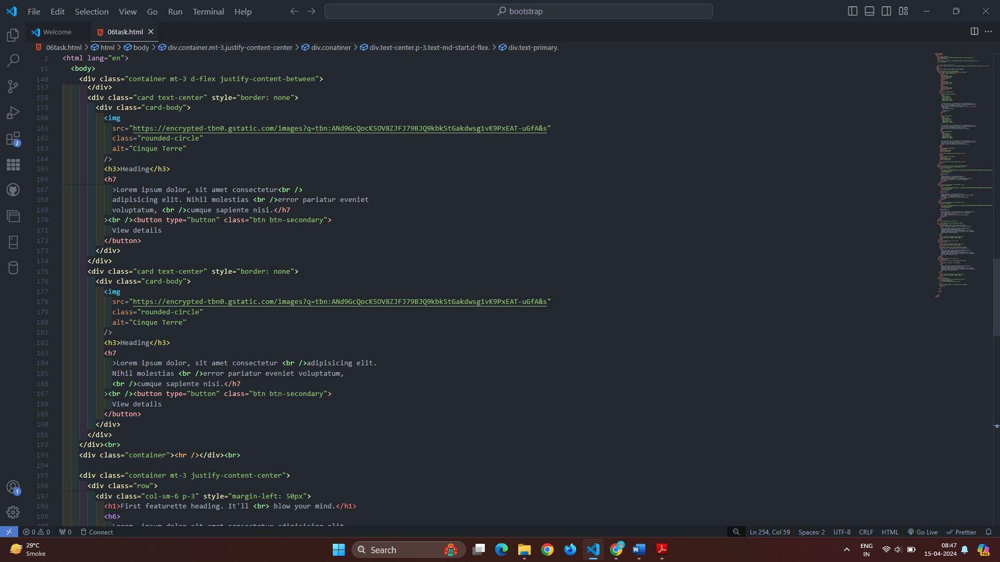 File Edit Selection View Go Run Terminal Help
bootstrap
Welcome
06task.html
06task.html > html > body > div.container.mt-3.justify-content-center > div.conatiner > div.text-center.p-3.text-md-start.d-flex. > div.text-primary.
2 <html lang="en">
15 <body>
140 <div class="container mt-3 d-flex justify-content-between">
157 </div>
158 <div class="card text-center" style="border: none">
159 <div class="card-body">
160 <img
161 src="https://encrypted-tbn0.gstatic.com/images?q=tbn:ANd9GcQocK5OV8ZJFJ79BJQ9kbkStGakdwsg1vK9PxEAT-uGfA&s"
162 class="rounded-circle"
163 alt="Cinque Terre"
164 />
165 <h3>Heading</h3>
166 <h7
167 >Lorem ipsum dolor, sit amet consectetur<br />
168 adipisicing elit. Nihil molestias <br />error pariatur eveniet
169 voluptatum, <br />cumque sapiente nisi.</h7
170 ><br /><button type="button" class="btn btn-secondary">
171 View details
172 </button>
173 </div>
174 </div>
175 <div class="card text-center" style="border: none">
176 <div class="card-body">
177 <img
178 src="https://encrypted-tbn0.gstatic.com/images?q=tbn:ANd9GcQocK5OV8ZJFJ79BJQ9kbkStGakdwsg1vK9PxEAT-uGfA&s"
179 class="rounded-circle"
180 alt="Cinque Terre"
181 />
182 <h3>Heading</h3>
183 <h7
184 >Lorem ipsum dolor, sit amet consectetur <br />adipisicing elit.
185 Nihil molestias <br />error pariatur eveniet voluptatum,
186 <br />cumque sapiente nisi.</h7
187 ><br /><button type="button" class="btn btn-secondary">
188 View details
189 </button>
190 </div>
191 </div>
192 </div><br>
193 <div class="container"><hr /></div><br>
194
195 <div class="container mt-3 justify-content-center">
196 <div class="row">
197 <div class="col-sm-6 p-3" style="margin-left: 50px">
198 <h1>First featurette heading. It'll <br> blow your mind.</h1>
199 <h6>
2
1
0 0 0 Connect
Ln 254, Col 59 Spaces: 2 UTF-8 CRLF HTML Go Live Prettier
29°C
Smoke
Search
3
ENG
IN
08:47
15-04-2024
PRE